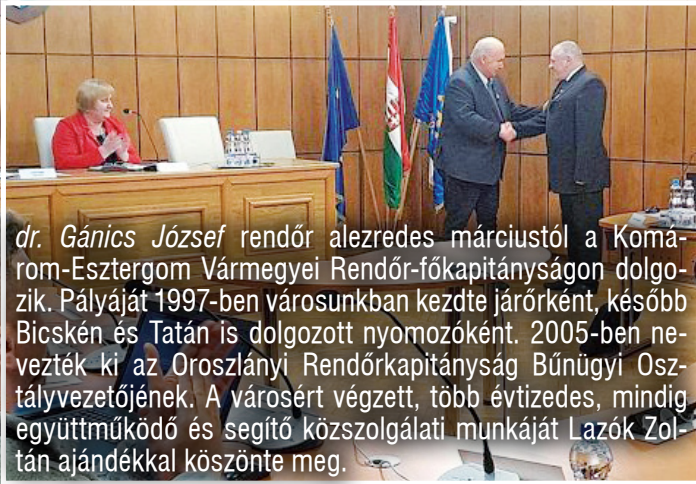 dr. Gánics József rendőr alezredes márciustól a Komá-
rom-Esztergom Vármegyei Rendőr-főkapitányságon dolgo-
zik. Pályáját 1997-ben városunkban kezdte járőrként, később
Bicskén és Tatán is dolgozott nyomozóként. 2005-ben ne-
vezték ki az Oroszlányi Rendőrkapitányság Bűnügyi Osz-
tályvezetőjének. A városért végzett, több évtizedes, mindig
együttműködő és segítő közszolgálati munkáját Lazók Zol-
tán ajándékkal köszönte meg.